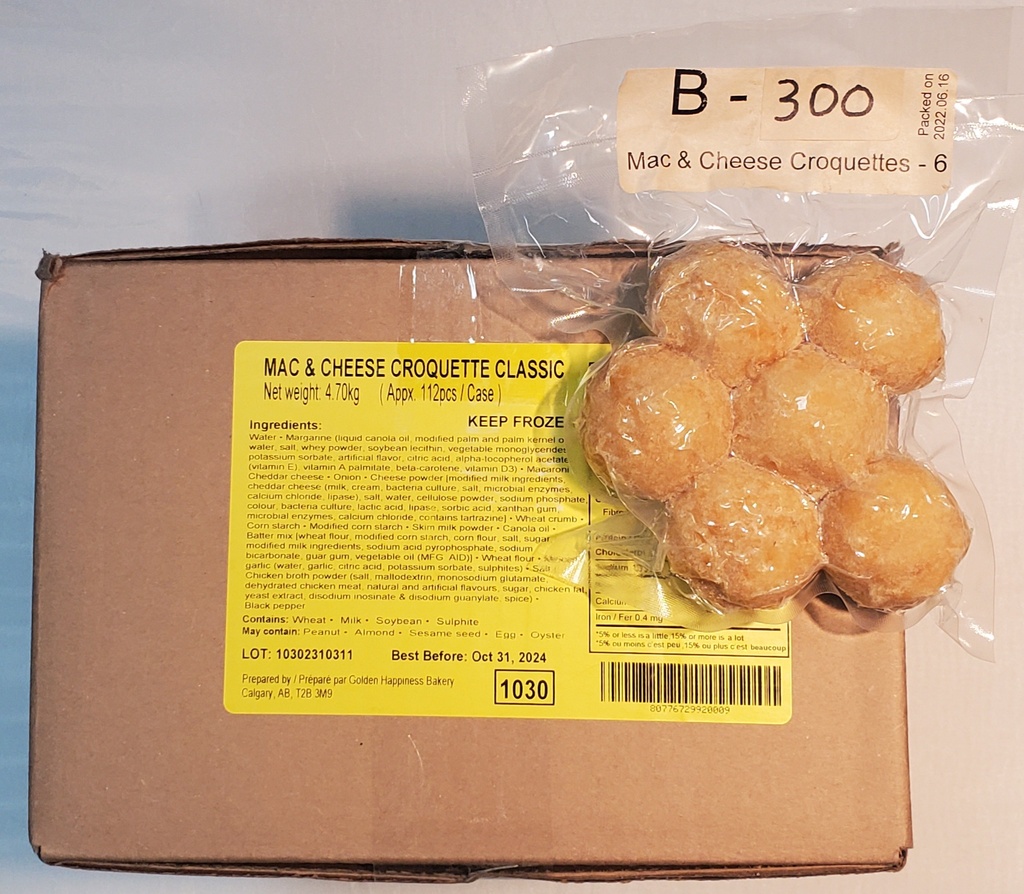 B - 300
Packed on
2022.06.16
Mac & Cheese Croquettes - 6
MAC & CHEESE CROQUETTE CLASSIC
Net weight: 4.70kg ( Appx. 112pcs / Case )
KEEP FROZE
Ingredients:
Water • Margarine (liquid canola oil, modified palm and palm kernel o
water, salt, whey powder, soybean lecithin, vegetable monoglycerides
potassium sorbate, artificial flavor, citric acid, alpha-tocopherol acetate
(vitamin E), vitamin A palmitate, beta-carotene, vitamin D3) • Macaroni
Cheddar cheese • Onion • Cheese powder [modified milk ingredients,
cheddar cheese (milk, cream, bacteria culture, salt, microbial enzymes,
calcium chloride, lipase), salt, water, cellulose powder, sodium phosphate,
colour, bacteria culture, lactic acid, lipase, sorbic acid, xanthan gum,
microbial enzymes, calcium chloride, contains tartrazine] • Wheat crumb •
Corn starch • Modified corn starch • Skim milk powder • Canola oil •
Batter mix [wheat flour, modified corn starch, corn flour, salt, sugar
modified milk ingredients, sodium acid pyrophosphate, sodium
bicarbonate, guar gum, vegetable oil (MFG. AID)] • Wheat flour •
garlic (water, garlic, citric acid, potassium sorbate, sulphites) • Salt
Chicken broth powder (salt, maltodextrin, monosodium glutamate,
dehydrated chicken meat, natural and artificial flavours, sugar, chicken fat,
yeast extract, disodium inosinate & disodium guanylate, spice) •
Black pepper
Contains: Wheat • Milk • Soybean • Sulphite
May contain: Peanut • Almond • Sesame seed • Egg • Oyster
LOT: 10302310311 Best Before: Oct 31, 2024
Prepared by / Préparé par Golden Happiness Bakery
Calgary, AB, T2B 3M9
1030
Fibre
Calcium
Iron / Fer 0.4 mg
*5% or less is a little, 15% or more is a lot
*5% ou moins c'est peu, 15% ou plus c'est beaucoup
80776729920009